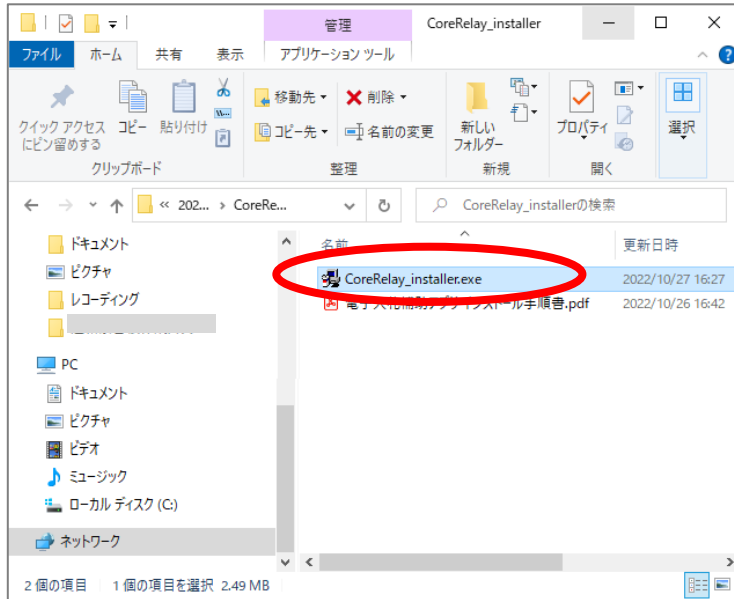 管理
CoreRelay_installer
ファイル ホーム 共有 表示 アプリケーション ツール
クイック アクセス
にピン留めする
コピー
貼り付け
クリップボード
移動先
削除
コピー先
名前の変更
整理
新しい
フォルダー
新規
プロパティ
開く
選択
« 202... › CoreRe...
CoreRelay_installerの検索
名前 更新日時
CoreRelay_installer.exe 2022/10/27 16:27
電子入札補助アプリインストール手順書.pdf 2022/10/26 16:42
ドキュメント
ピクチャ
レコーディング
PC
ドキュメント
ピクチャ
ビデオ
ミュージック
ローカル ディスク (C:)
ネットワーク
2 個の項目 1 個の項目を選択 2.49 MB